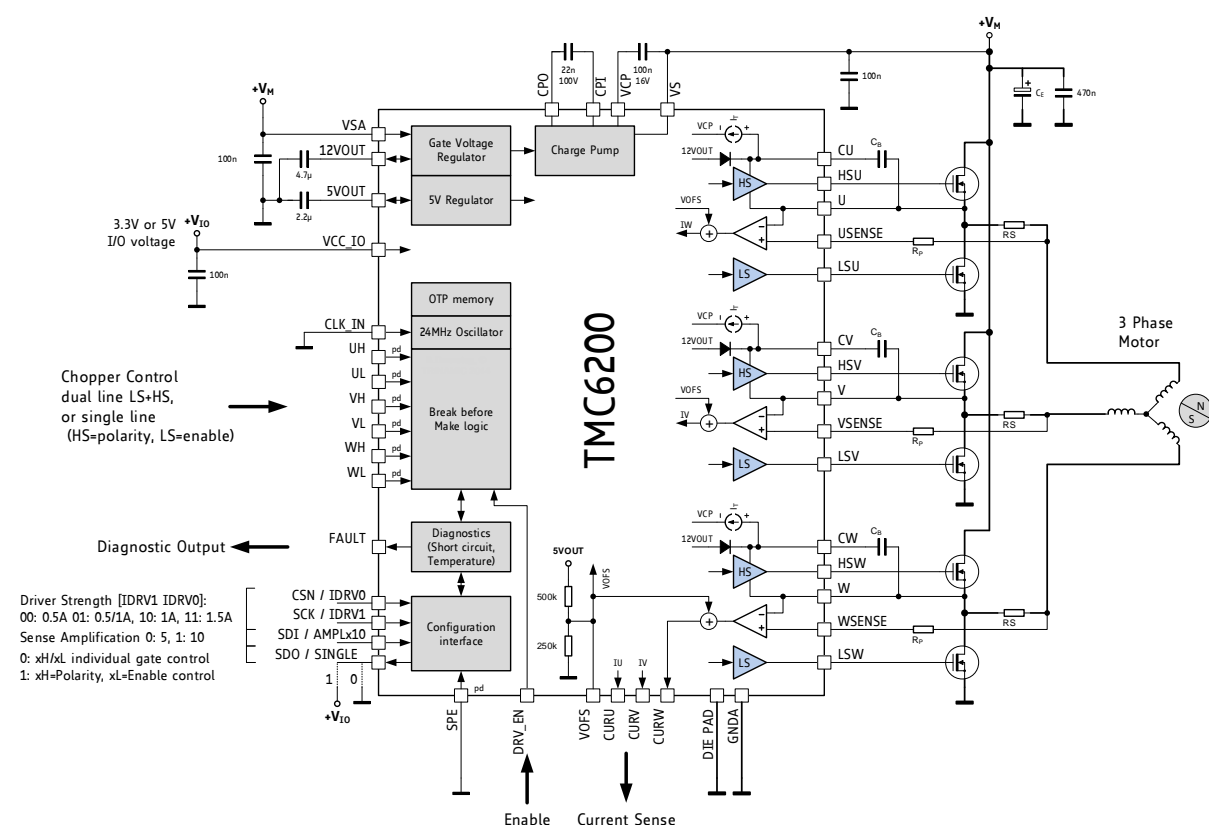 +VM
CPO
22n
100V
CPI
VCP
100n
16V
VS
100n
+
CE
470n
+VM
VSA
100n
12VOUT
4.7µ
5VOUT
2.2µ
3.3V or 5V
I/O voltage
+VIO
VCC_IO
100n
Gate Voltage
Regulator
5V Regulator
Charge Pump
OTP memory
24MHz Oscillator
Break before
Make logic
CLK_IN
UH
pd
UL
pd
VH
pd
VL
pd
WH
pd
WL
pd
Chopper Control
dual line LS+HS,
or single line
(HS=polarity, LS=enable)
TMC6200
Diagnostic Output
FAULT
Diagnostics
(Short circuit,
Temperature)
Driver Strength [IDRV1 IDRV0]:
00: 0.5A 01: 0.5/1A, 10: 1A, 11: 1.5A
Sense Amplification 0: 5, 1: 10
0: xH/xL individual gate control
1: xH=Polarity, xL=Enable control
CSN / IDRV0
SCK / IDRV1
SDI / AMPLx10
SDO / SINGLE
Configuration
interface
1
0
+VIO
pd
SPE
DRV_EN
VOFS
CURU
CURV
CURW
DIE PAD
GNDA
Enable
Current Sense
5VOUT
500k
250k
VOFS
IU
IV
VCP
- +
12VOUT
HS
VOFS
IW
+
-
+
LS
CU
CB
HSU
U
USENSE
RP
RS
LSU
VCP
- +
12VOUT
HS
VOFS
IV
+
-
+
LS
CV
CB
HSV
V
VSENSE
RP
RS
LSV
VCP
- +
12VOUT
HS
+
-
+
LS
CW
CB
HSW
W
WSENSE
RP
RS
LSW
3 Phase
Motor
N
S